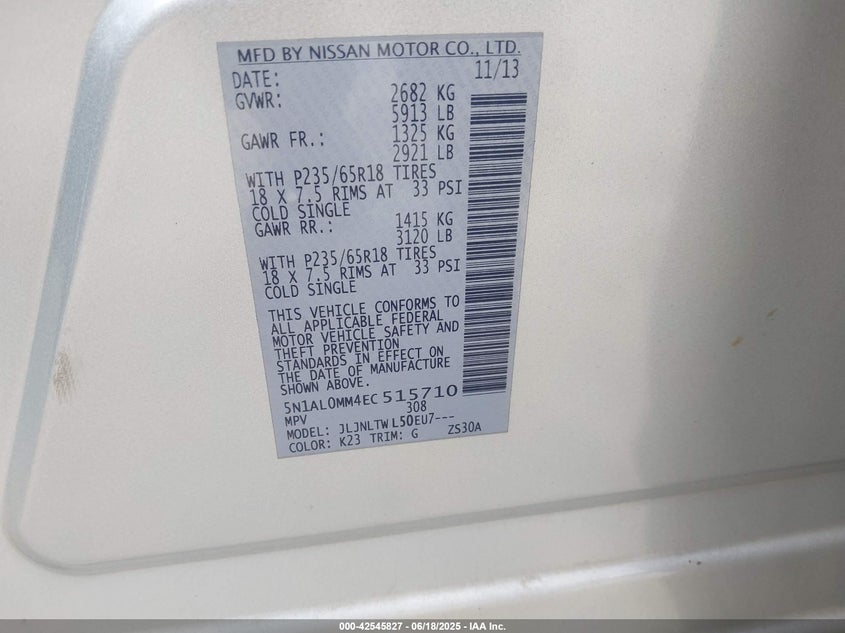 MFD BY NISSAN MOTOR CO., LTD.
DATE: 11/13
GVWR: 2682 KG
5913 LB
GAWR FR.: 1325 KG
2921 LB
WITH P235/65R18 TIRES
18 X 7.5 RIMS AT 33 PSI
COLD SINGLE
GAWR RR.: 1415 KG
3120 LB
WITH P235/65R18 TIRES
18 X 7.5 RIMS AT 33 PSI
COLD SINGLE
THIS VEHICLE CONFORMS TO
ALL APPLICABLE FEDERAL
MOTOR VEHICLE SAFETY AND
THEFT PREVENTION
STANDARDS IN EFFECT ON
THE DATE OF MANUFACTURE
SHOWN ABOVE.
5N1AL0MM4EC515710
MPV 308
MODEL: JLJNLTWL50EU7---
COLOR: K23 TRIM: G ZS30A
000-42545827 - 06/18/2025 - IAA Inc.